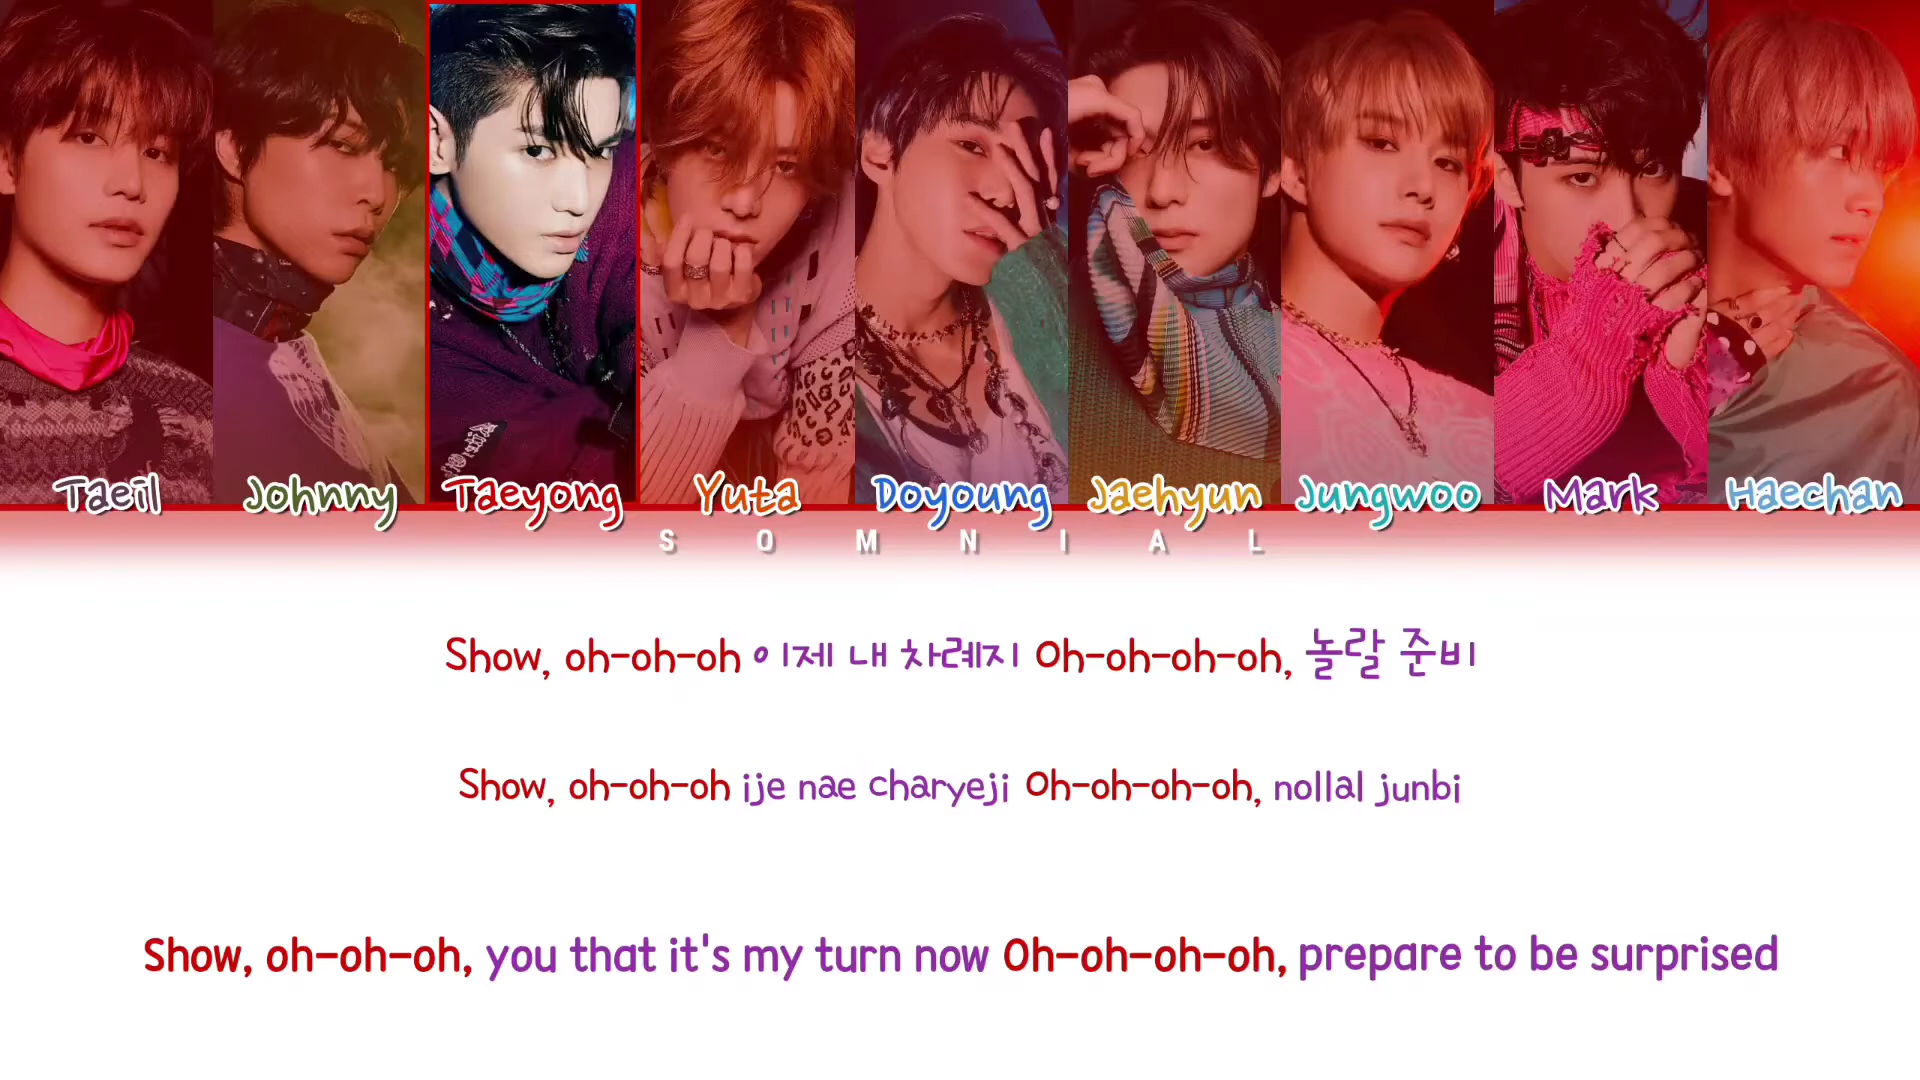 Taeil Johnny Taeyong Yuta Doyoung Jaehyun Jungwoo Mark Haechan
SOMNIAL
Show, oh-oh-oh 이제 내 차례지 Oh-oh-oh-oh, 놀랄 준비
Show, oh-oh-oh ije nae charyeji Oh-oh-oh-oh, nollal junbi
Show, oh-oh-oh, you that it's my turn now Oh-oh-oh-oh, prepare to be surprised